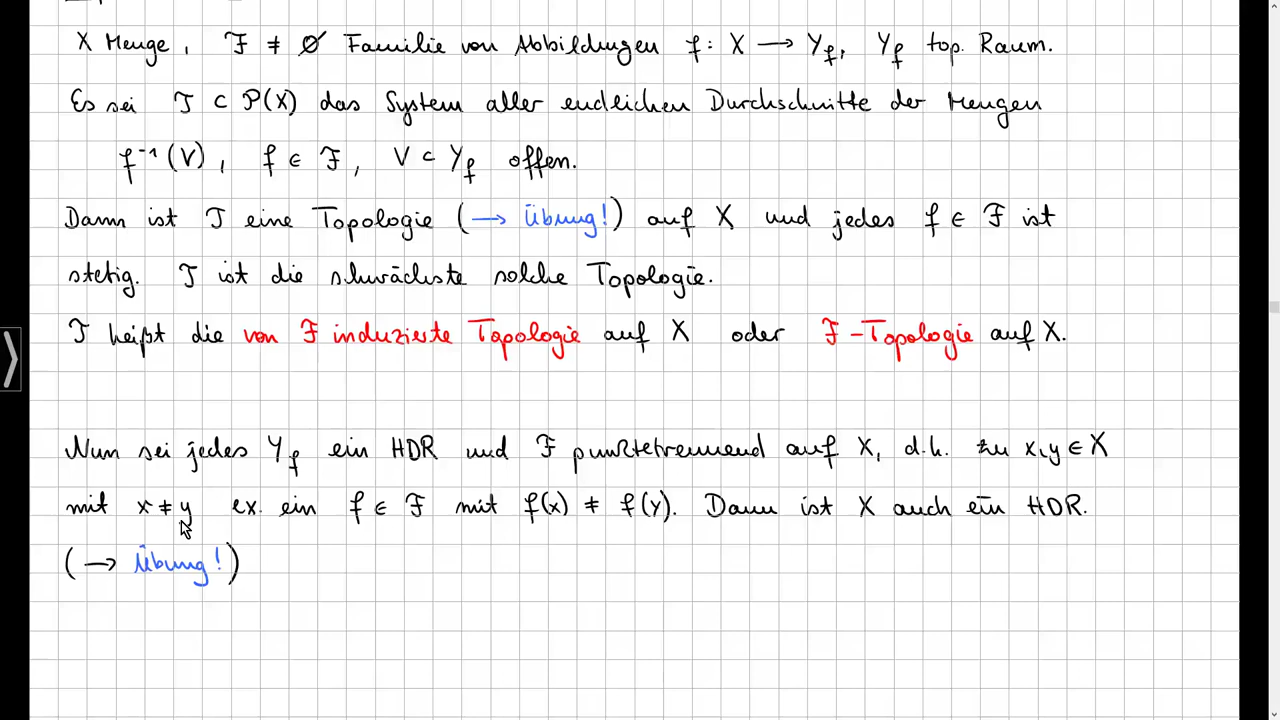 X Menge, ℱ ≠ ∅ Familie von Abbildungen f: X ⟶ Y_f, Y_f top. Raum.
Es sei 𝒯 ⊂ 𝒫(X) das System aller endlichen Durchschnitte der Mengen
f⁻¹(V), f ∈ ℱ, V ⊂ Y_f offen.
Dann ist 𝒯 eine Topologie (⟶ Übung!) auf X und jedes f ∈ ℱ ist
stetig. 𝒯 ist die schwächste solche Topologie.
𝒯 heißt die von ℱ induzierte Topologie auf X oder ℱ-Topologie auf X.
Nun sei jedes Y_f ein HDR und ℱ punktetrennend auf X, d.h. zu x,y ∈ X
mit x ≠ y ex. ein f ∈ ℱ mit f(x) ≠ f(y). Dann ist X auch ein HDR.
(⟶ Übung!)